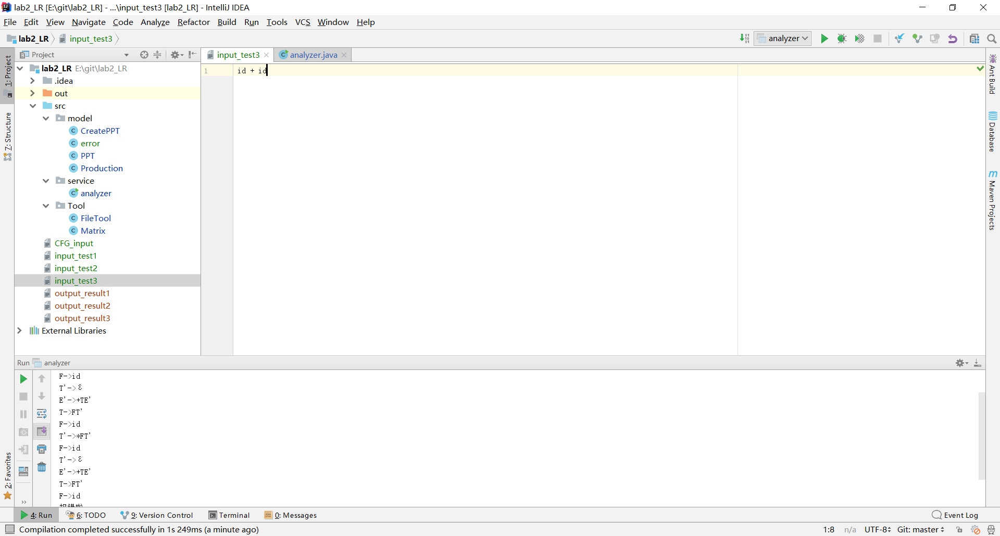 lab2_LR [E:\git\lab2_LR] - ...\input_test3 [lab2_LR] - IntelliJ IDEA
File Edit View Navigate Code Analyze Refactor Build Run Tools VCS Window Help
lab2_LR input_test3 analyzer
Project
input_test3
analyzer.java
1: Project
7: Structure
2: Favorites
lab2_LR E:\git\lab2_LR
.idea
out
src
model
CreatePPT
error
PPT
Production
service
analyzer
Tool
FileTool
Matrix
CFG_input
input_test1
input_test2
input_test3
output_result1
output_result2
output_result3
External Libraries
1 id + id
Ant Build
Database
Maven Projects
Run analyzer
F->id
T'->ε
E'->+TE'
T->FT'
F->id
T'->*FT'
F->id
T'->ε
E'->+TE'
T->FT'
F->id
4: Run 6: TODO 9: Version Control Terminal 0: Messages Event Log
Compilation completed successfully in 1s 249ms (a minute ago) 1:8 n/a UTF-8 Git: master